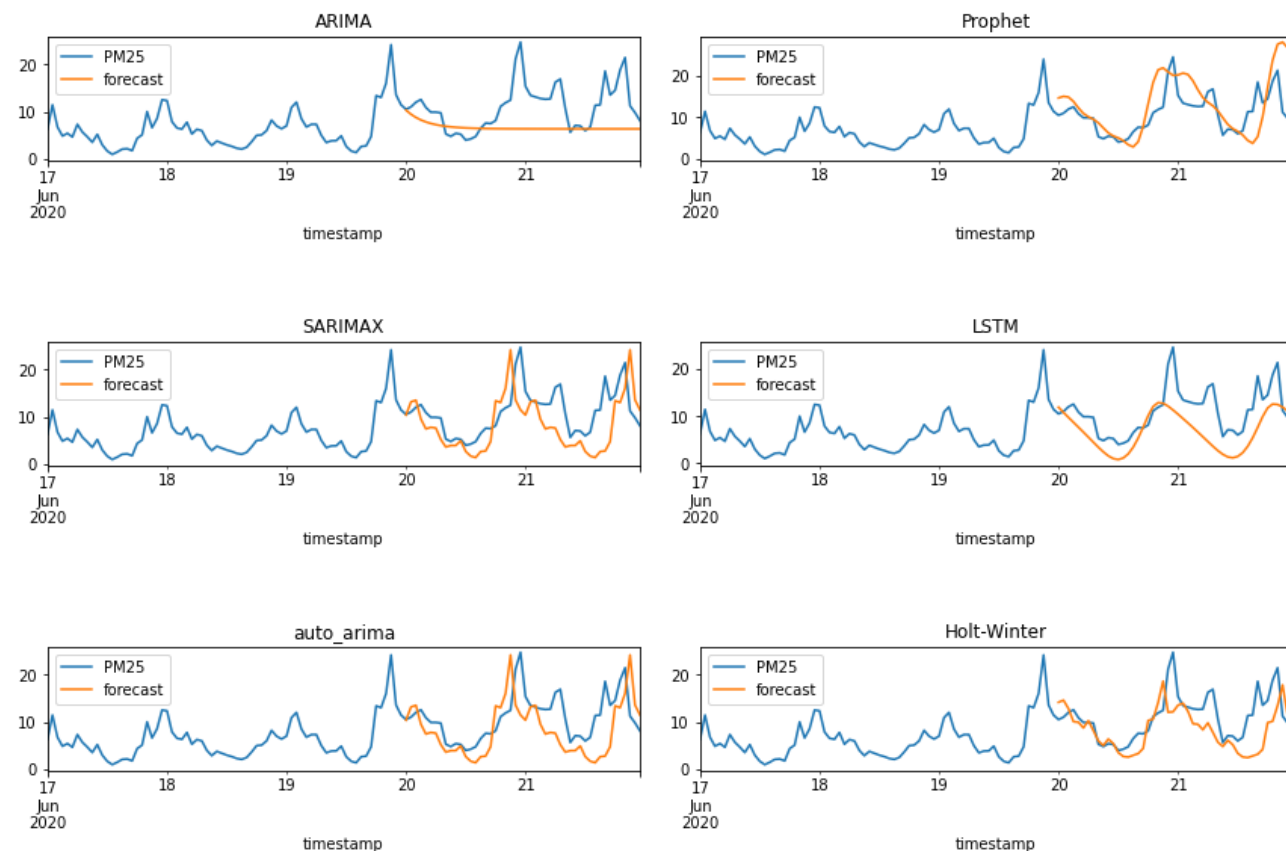 ARIMA
PM25
forecast
20
10
0
17 18 19 20 21
Jun
2020
timestamp
Prophet
PM25
forecast
20
10
0
17 18 19 20 21
Jun
2020
timestamp
SARIMAX
PM25
forecast
20
10
0
17 18 19 20 21
Jun
2020
timestamp
LSTM
PM25
forecast
20
10
0
17 18 19 20 21
Jun
2020
timestamp
auto_arima
PM25
forecast
20
10
0
17 18 19 20 21
Jun
2020
timestamp
Holt-Winter
PM25
forecast
20
10
0
17 18 19 20 21
Jun
2020
timestamp